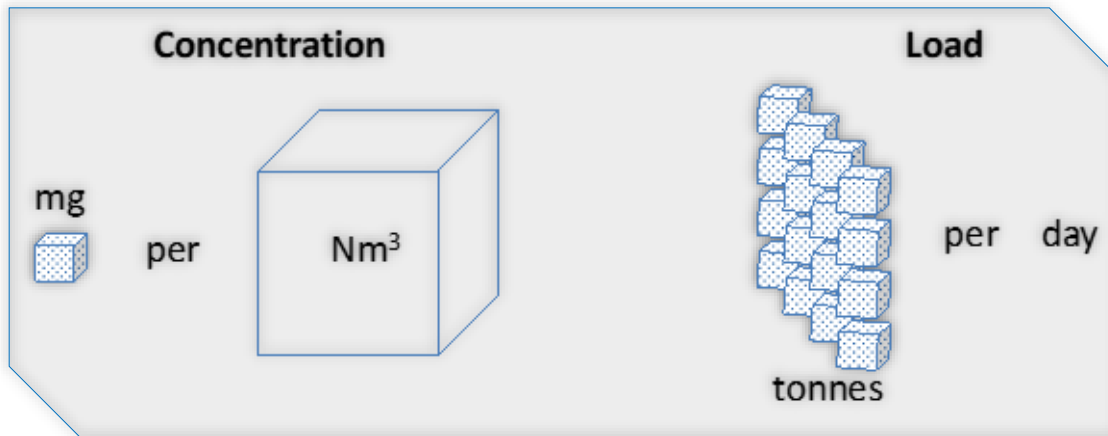 Concentration
Load
mg
per
Nm³
per day
tonnes